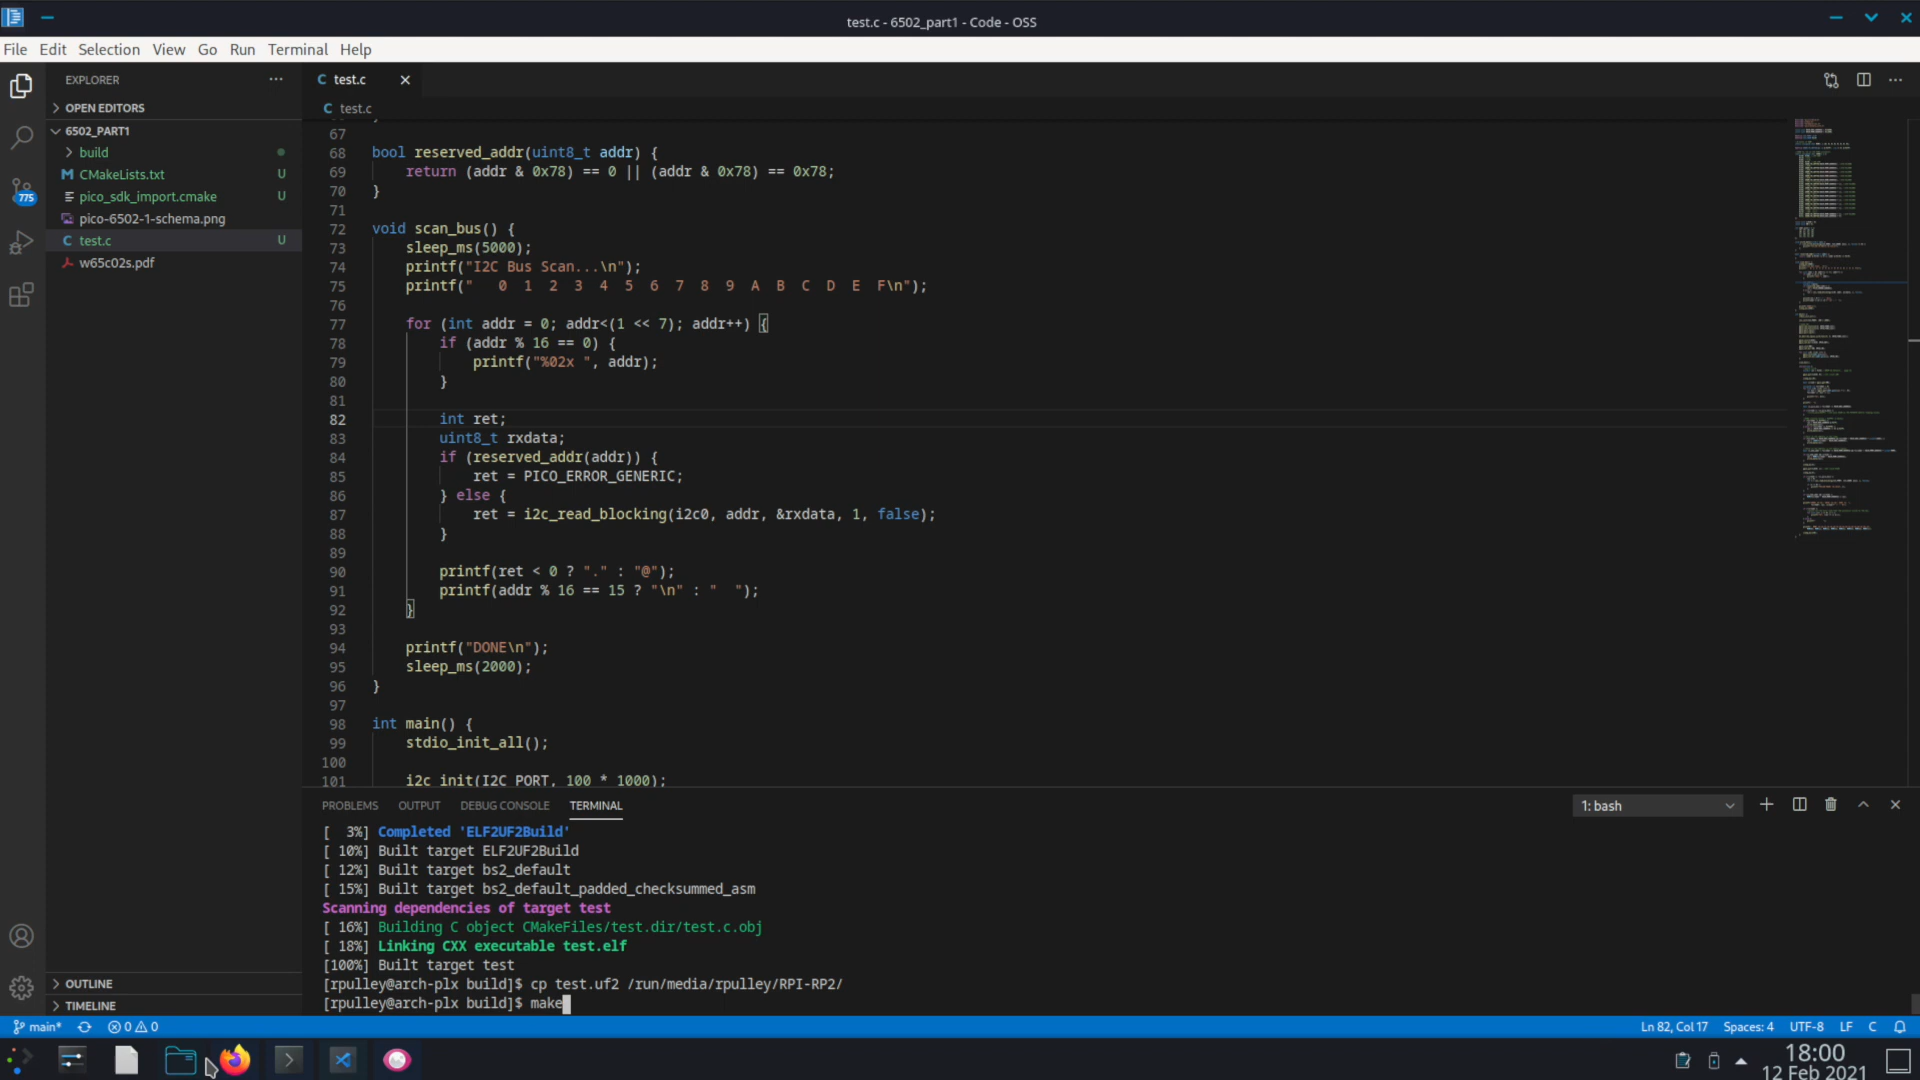 test.c - 6502_part1 - Code - OSS
File Edit Selection View Go Run Terminal Help
EXPLORER
OPEN EDITORS
6502_PART1
build
CMakeLists.txt U
pico_sdk_import.cmake U
pico-6502-1-schema.png
test.c U
w65c02s.pdf
775
OUTLINE
TIMELINE
C test.c
C test.c
67
68 bool reserved_addr(uint8_t addr) {
69 return (addr & 0x78) == 0 || (addr & 0x78) == 0x78;
70 }
71
72 void scan_bus() {
73 sleep_ms(5000);
74 printf("I2C Bus Scan...\n");
75 printf("   0  1  2  3  4  5  6  7  8  9  A  B  C  D  E  F\n");
76
77 for (int addr = 0; addr<(1 << 7); addr++) {
78 if (addr % 16 == 0) {
79 printf("%02x ", addr);
80 }
81
82 int ret;
83 uint8_t rxdata;
84 if (reserved_addr(addr)) {
85 ret = PICO_ERROR_GENERIC;
86 } else {
87 ret = i2c_read_blocking(i2c0, addr, &rxdata, 1, false);
88 }
89
90 printf(ret < 0 ? "." : "@");
91 printf(addr % 16 == 15 ? "\n" : "  ");
92 }
93
94 printf("DONE\n");
95 sleep_ms(2000);
96 }
97
98 int main() {
99 stdio_init_all();
100
101 i2c_init(I2C_PORT, 100 * 1000);
PROBLEMS OUTPUT DEBUG CONSOLE TERMINAL
1: bash
[  3%] Completed 'ELF2UF2Build'
[ 10%] Built target ELF2UF2Build
[ 12%] Built target bs2_default
[ 15%] Built target bs2_default_padded_checksummed_asm
Scanning dependencies of target test
[ 16%] Building C object CMakeFiles/test.dir/test.c.obj
[ 18%] Linking CXX executable test.elf
[100%] Built target test
[rpulley@arch-plx build]$ cp test.uf2 /run/media/rpulley/RPI-RP2/
[rpulley@arch-plx build]$ make
main* 0 0
Ln 82, Col 17 Spaces: 4 UTF-8 LF C
18:00
12 Feb 2021